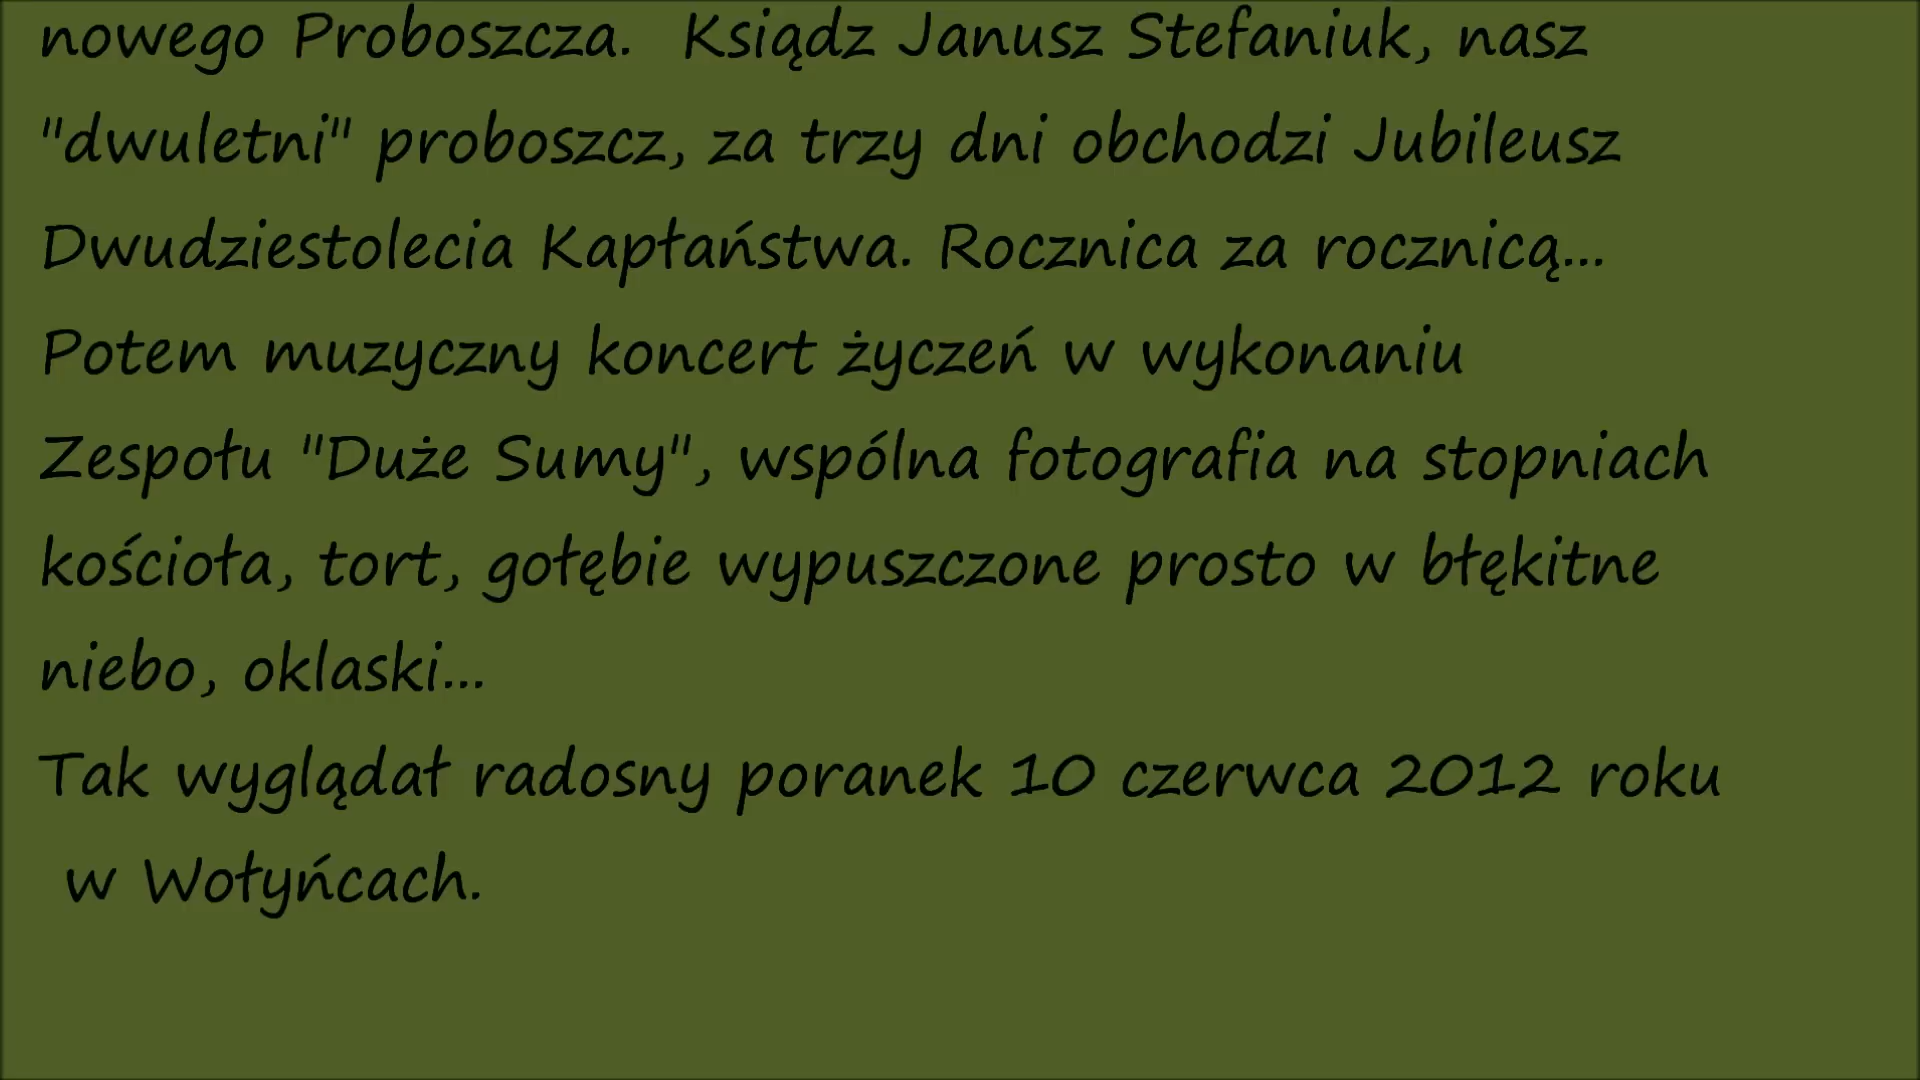 nowego Proboszcza. Ksiądz Janusz Stefaniuk, nasz
"dwuletni" proboszcz, za trzy dni obchodzi Jubileusz
Dwudziestolecia Kapłaństwa. Rocznica za rocznicą...
Potem muzyczny koncert życzeń w wykonaniu
Zespołu "Duże Sumy", wspólna fotografia na stopniach
kościoła, tort, gołębie wypuszczone prosto w błękitne
niebo, oklaski...
Tak wyglądał radosny poranek 10 czerwca 2012 roku
w Wołyńcach.